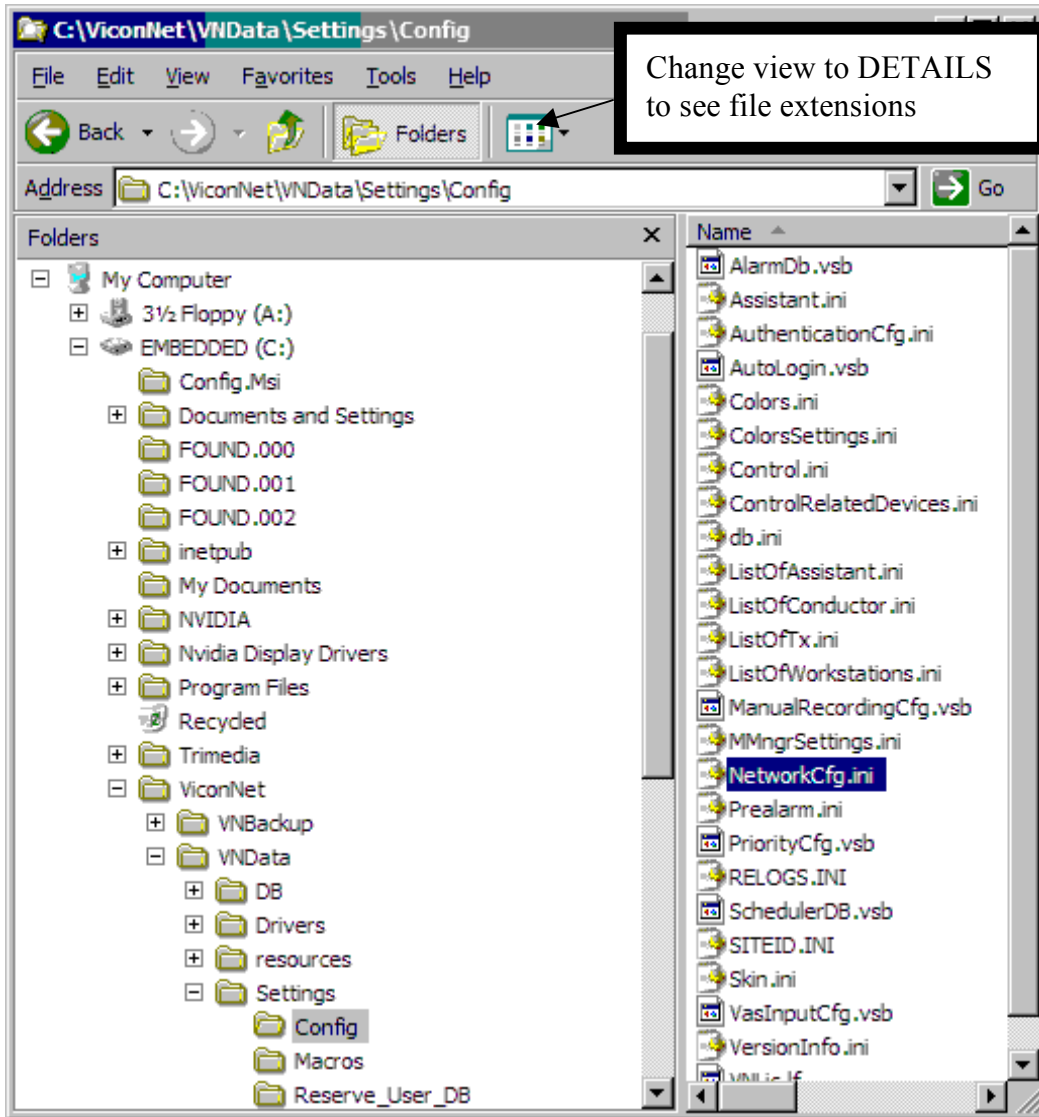 C:\ViconNet\VNData\Settings\Config
Change view to DETAILS
to see file extensions
File Edit View Favorites Tools Help
Back Folders
Address C:\ViconNet\VNData\Settings\Config Go
Folders
My Computer
3½ Floppy (A:)
EMBEDDED (C:)
Config.Msi
Documents and Settings
FOUND.000
FOUND.001
FOUND.002
inetpub
My Documents
NVIDIA
Nvidia Display Drivers
Program Files
Recycled
Trimedia
ViconNet
VNBackup
VNData
DB
Drivers
resources
Settings
Config
Macros
Reserve_User_DB
Name
AlarmDb.vsb
Assistant.ini
AuthenticationCfg.ini
AutoLogin.vsb
Colors.ini
ColorsSettings.ini
Control.ini
ControlRelatedDevices.ini
db.ini
ListOfAssistant.ini
ListOfConductor.ini
ListOfTx.ini
ListOfWorkstations.ini
ManualRecordingCfg.vsb
MMngrSettings.ini
NetworkCfg.ini
Prealarm.ini
PriorityCfg.vsb
RELOGS.INI
SchedulerDB.vsb
SITEID.INI
Skin.ini
VasInputCfg.vsb
VersionInfo.ini